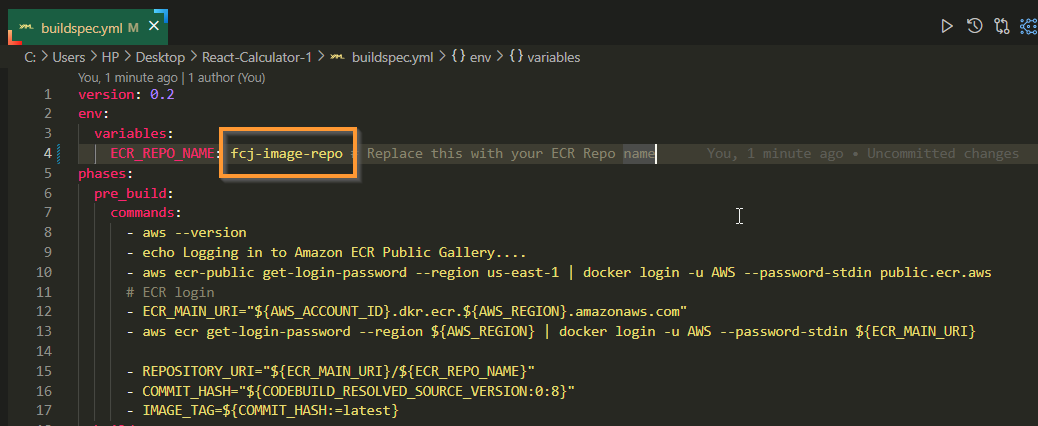 buildspec.yml M
C: > Users > HP > Desktop > React-Calculator-1 > buildspec.yml > {} env > {} variables
You, 1 minute ago | 1 author (You)
1 version: 0.2
2 env:
3 variables:
4 ECR_REPO_NAME: fcj-image-repo # Replace this with your ECR Repo name You, 1 minute ago • Uncommitted changes
5 phases:
6 pre_build:
7 commands:
8 - aws --version
9 - echo Logging in to Amazon ECR Public Gallery....
10 - aws ecr-public get-login-password --region us-east-1 | docker login -u AWS --password-stdin public.ecr.aws
11 # ECR login
12 - ECR_MAIN_URI="${AWS_ACCOUNT_ID}.dkr.ecr.${AWS_REGION}.amazonaws.com"
13 - aws ecr get-login-password --region ${AWS_REGION} | docker login -u AWS --password-stdin ${ECR_MAIN_URI}
14
15 - REPOSITORY_URI="${ECR_MAIN_URI}/${ECR_REPO_NAME}"
16 - COMMIT_HASH="${CODEBUILD_RESOLVED_SOURCE_VERSION:0:8}"
17 - IMAGE_TAG=${COMMIT_HASH:=latest}